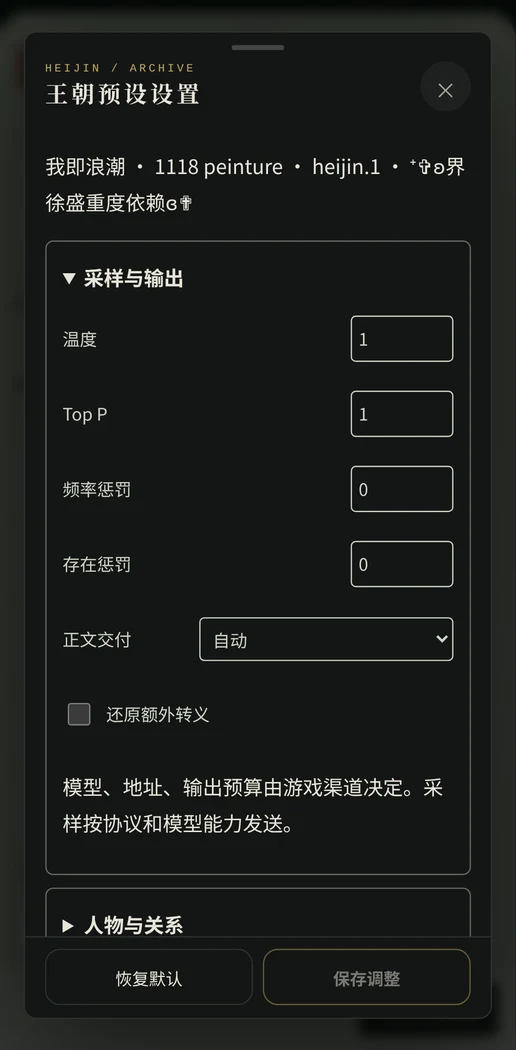 HEIJIN / ARCHIVE
王朝预设设置
我即浪潮 • 1118 peinture • heijin.1 • ⁺✞ʚ界
徐盛重度依赖ɞ✟
▼ 采样与输出
温度 1
Top P 1
频率惩罚 0
存在惩罚 0
正文交付 自动
还原额外转义
模型、地址、输出预算由游戏渠道决定。采
样按协议和模型能力发送。
▶ 人物与关系
恢复默认 保存调整